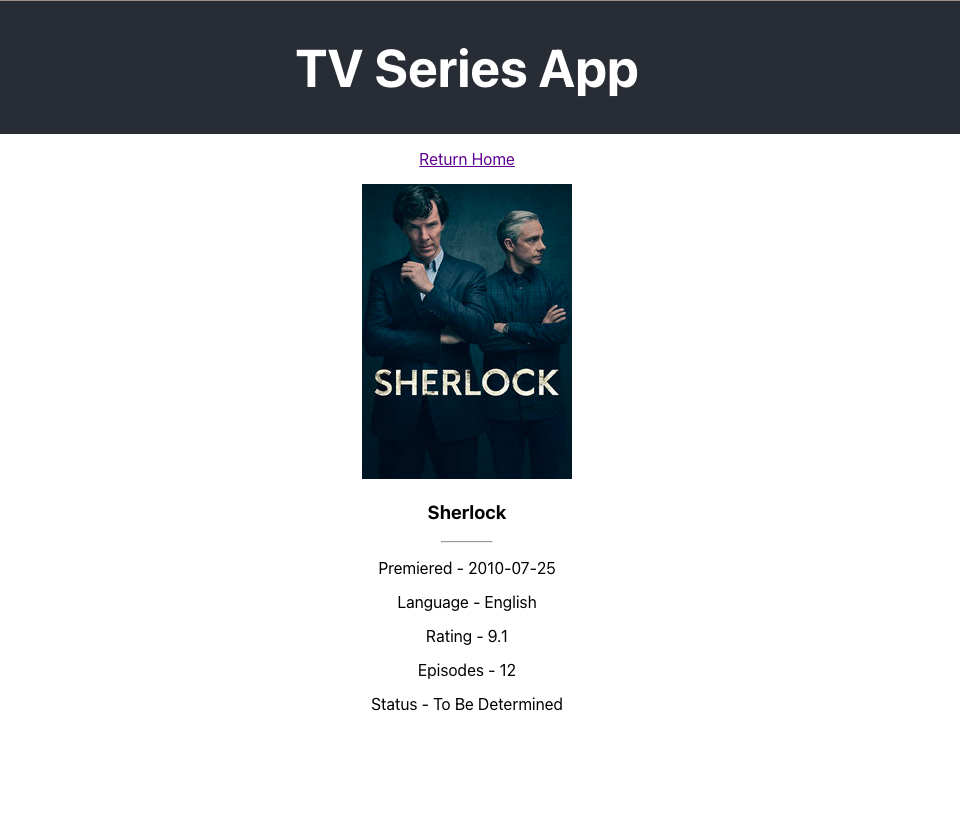 TV Series App
Return Home
SHERLOCK
Sherlock
Premiered - 2010-07-25
Language - English
Rating - 9.1
Episodes - 12
Status - To Be Determined